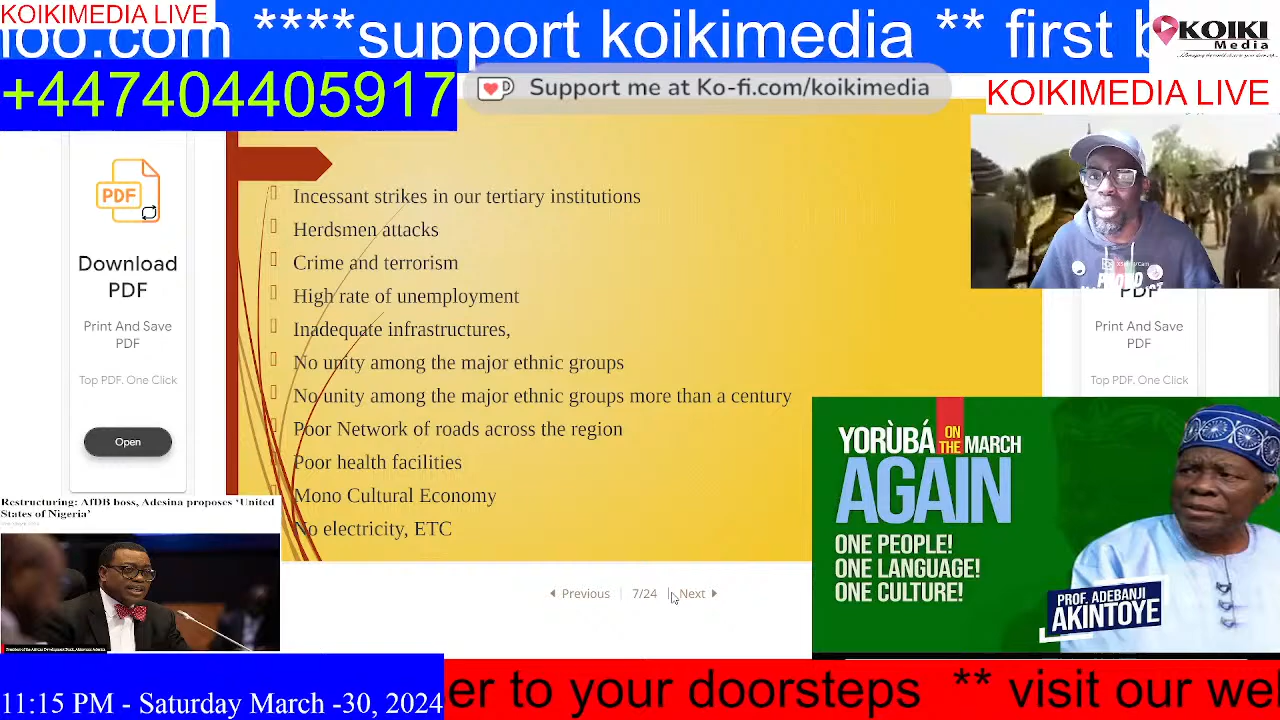 KOIKIMEDIA LIVE
.com ****support koikimedia ** first b
KOIKI
Media
+447404405917
Support me at Ko-fi.com/koikimedia
KOIKIMEDIA LIVE
PDF
Download
PDF
Print And Save
PDF
Top PDF. One Click
Open
Incessant strikes in our tertiary institutions
Herdsmen attacks
Crime and terrorism
High rate of unemployment
Inadequate infrastructures,
No unity among the major ethnic groups
No unity among the major ethnic groups more than a century
Poor Network of roads across the region
Poor health facilities
Mono Cultural Economy
No electricity, ETC
Previous | 7/24 | Next
PDF
Print And Save
PDF
Top PDF. One Click
YORÙBÁ ON THE MARCH
AGAIN
ONE PEOPLE!
ONE LANGUAGE!
ONE CULTURE!
PROF. ADEBANJI
AKINTOYE
Restructuring: AfDB boss, Adesina proposes ‘United
States of Nigeria’
11:15 PM - Saturday March -30, 2024
er to your doorsteps ** visit our we